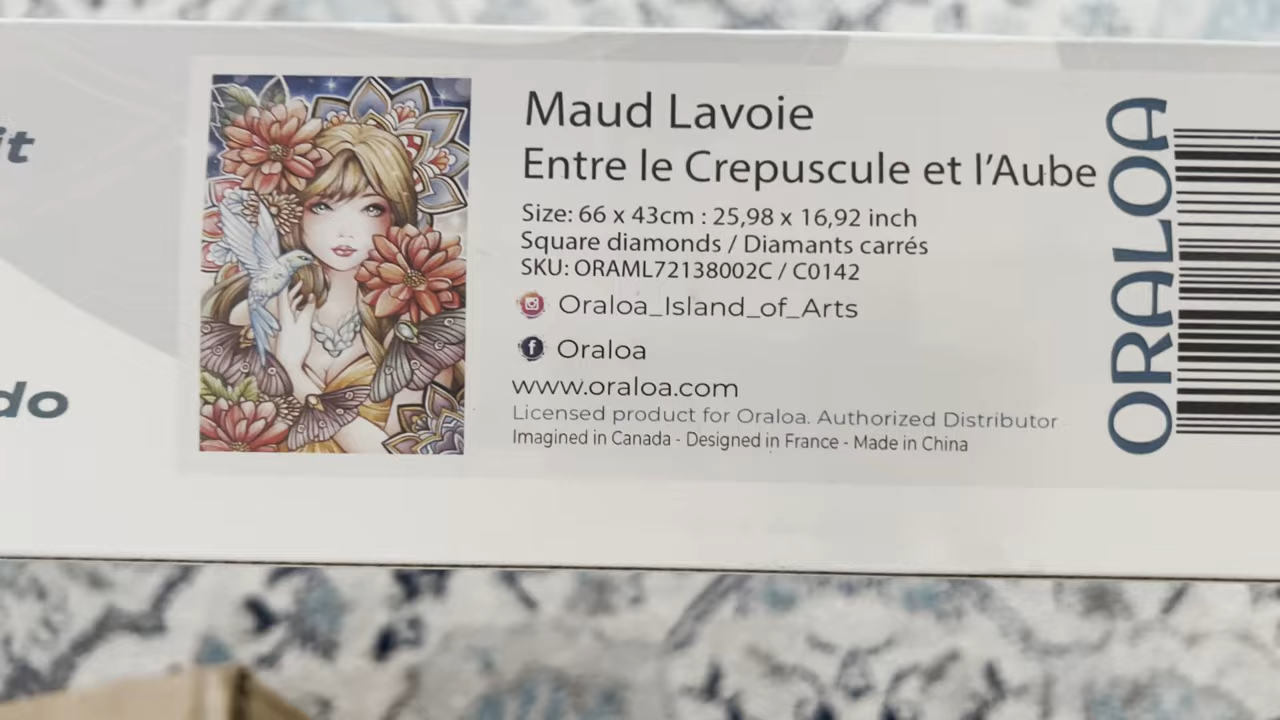 it
do
Maud Lavoie
Entre le Crepuscule et l'Aube
Size: 66 x 43cm : 25,98 x 16,92 inch
Square diamonds / Diamants carrés
SKU: ORAML72138002C / C0142
Oraloa_Island_of_Arts
Oraloa
www.oraloa.com
Licensed product for Oraloa. Authorized Distributor
Imagined in Canada - Designed in France - Made in China
ORALOA